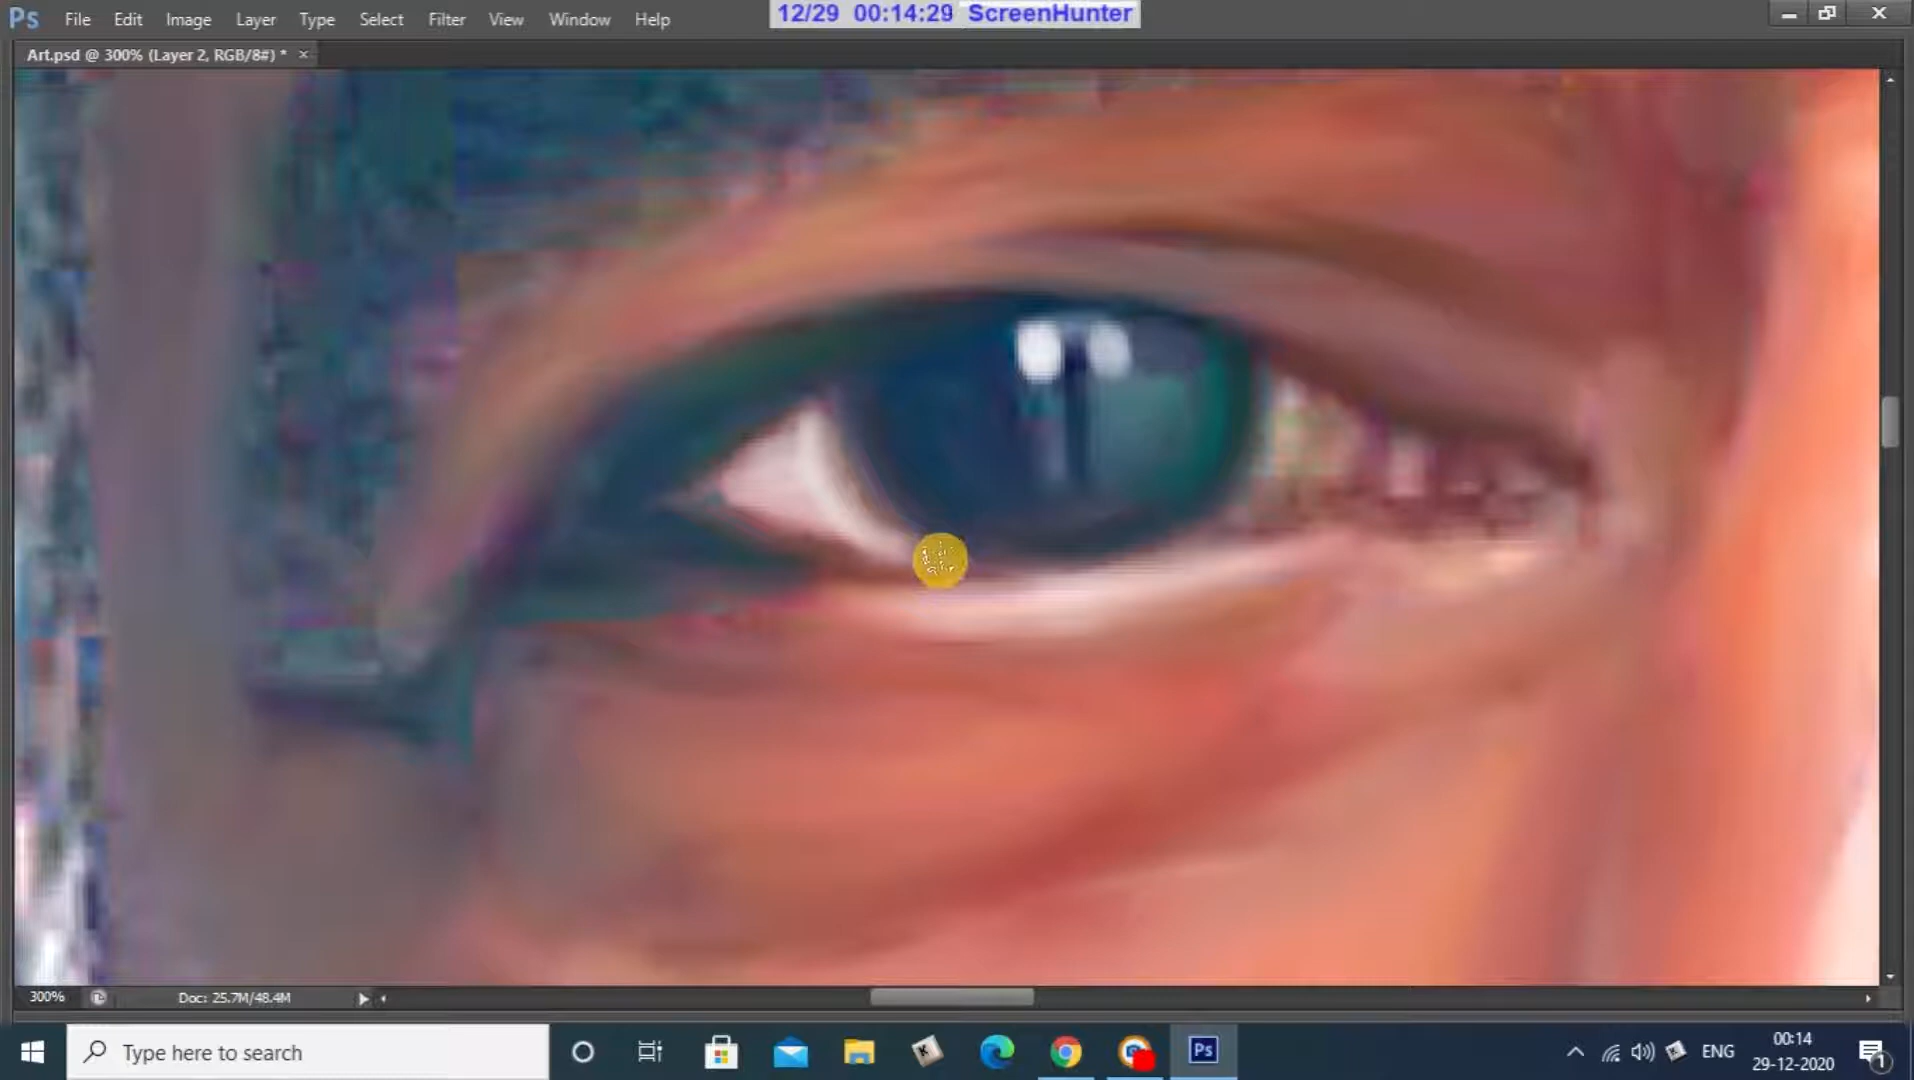 12/29 00:14:29 ScreenHunter
Ps File Edit Image Layer Type Select Filter View Window Help
Art.psd @ 300% (Layer 2, RGB/8#) * ×
300% Doc: 25.7M/48.4M
Type here to search
Ps
K
ENG
00:14
29-12-2020
1